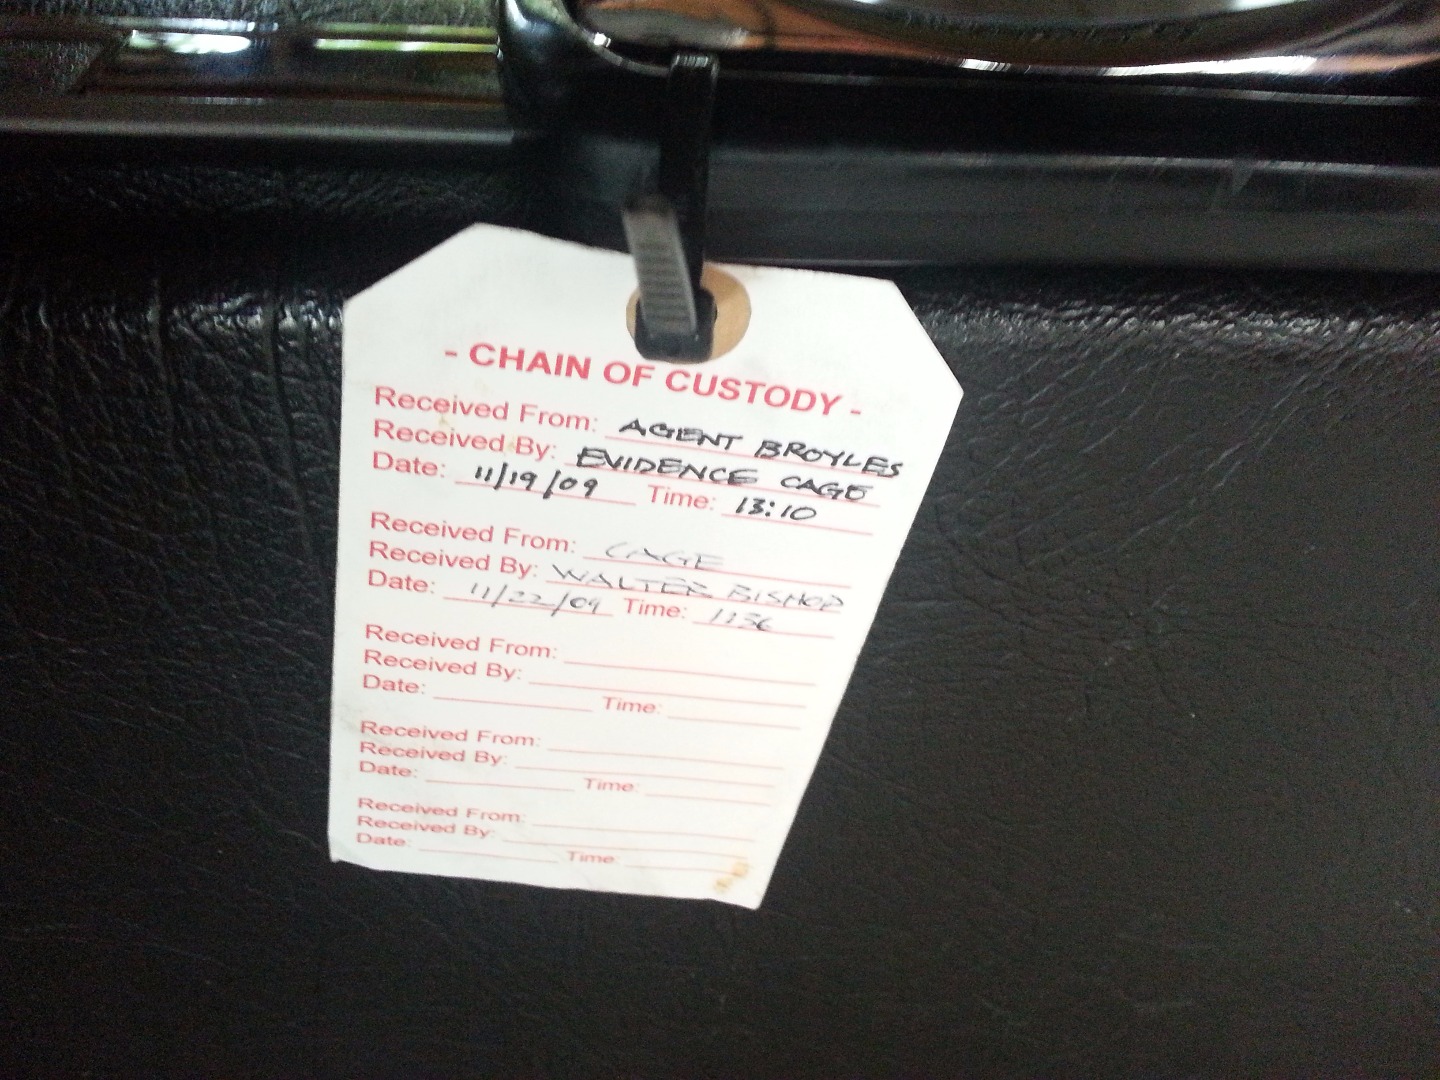 - CHAIN OF CUSTODY -
Received From: AGENT BROYLES
Received By: EVIDENCE CAGE
Date: 11/19/09 Time: 13:10
Received From: CAGE
Received By: WALTER BISHOP
Date: 11/22/09 Time: 1136
Received From:
Received By:
Date: Time:
Received From:
Received By:
Date: Time:
Received From:
Received By:
Date: Time: